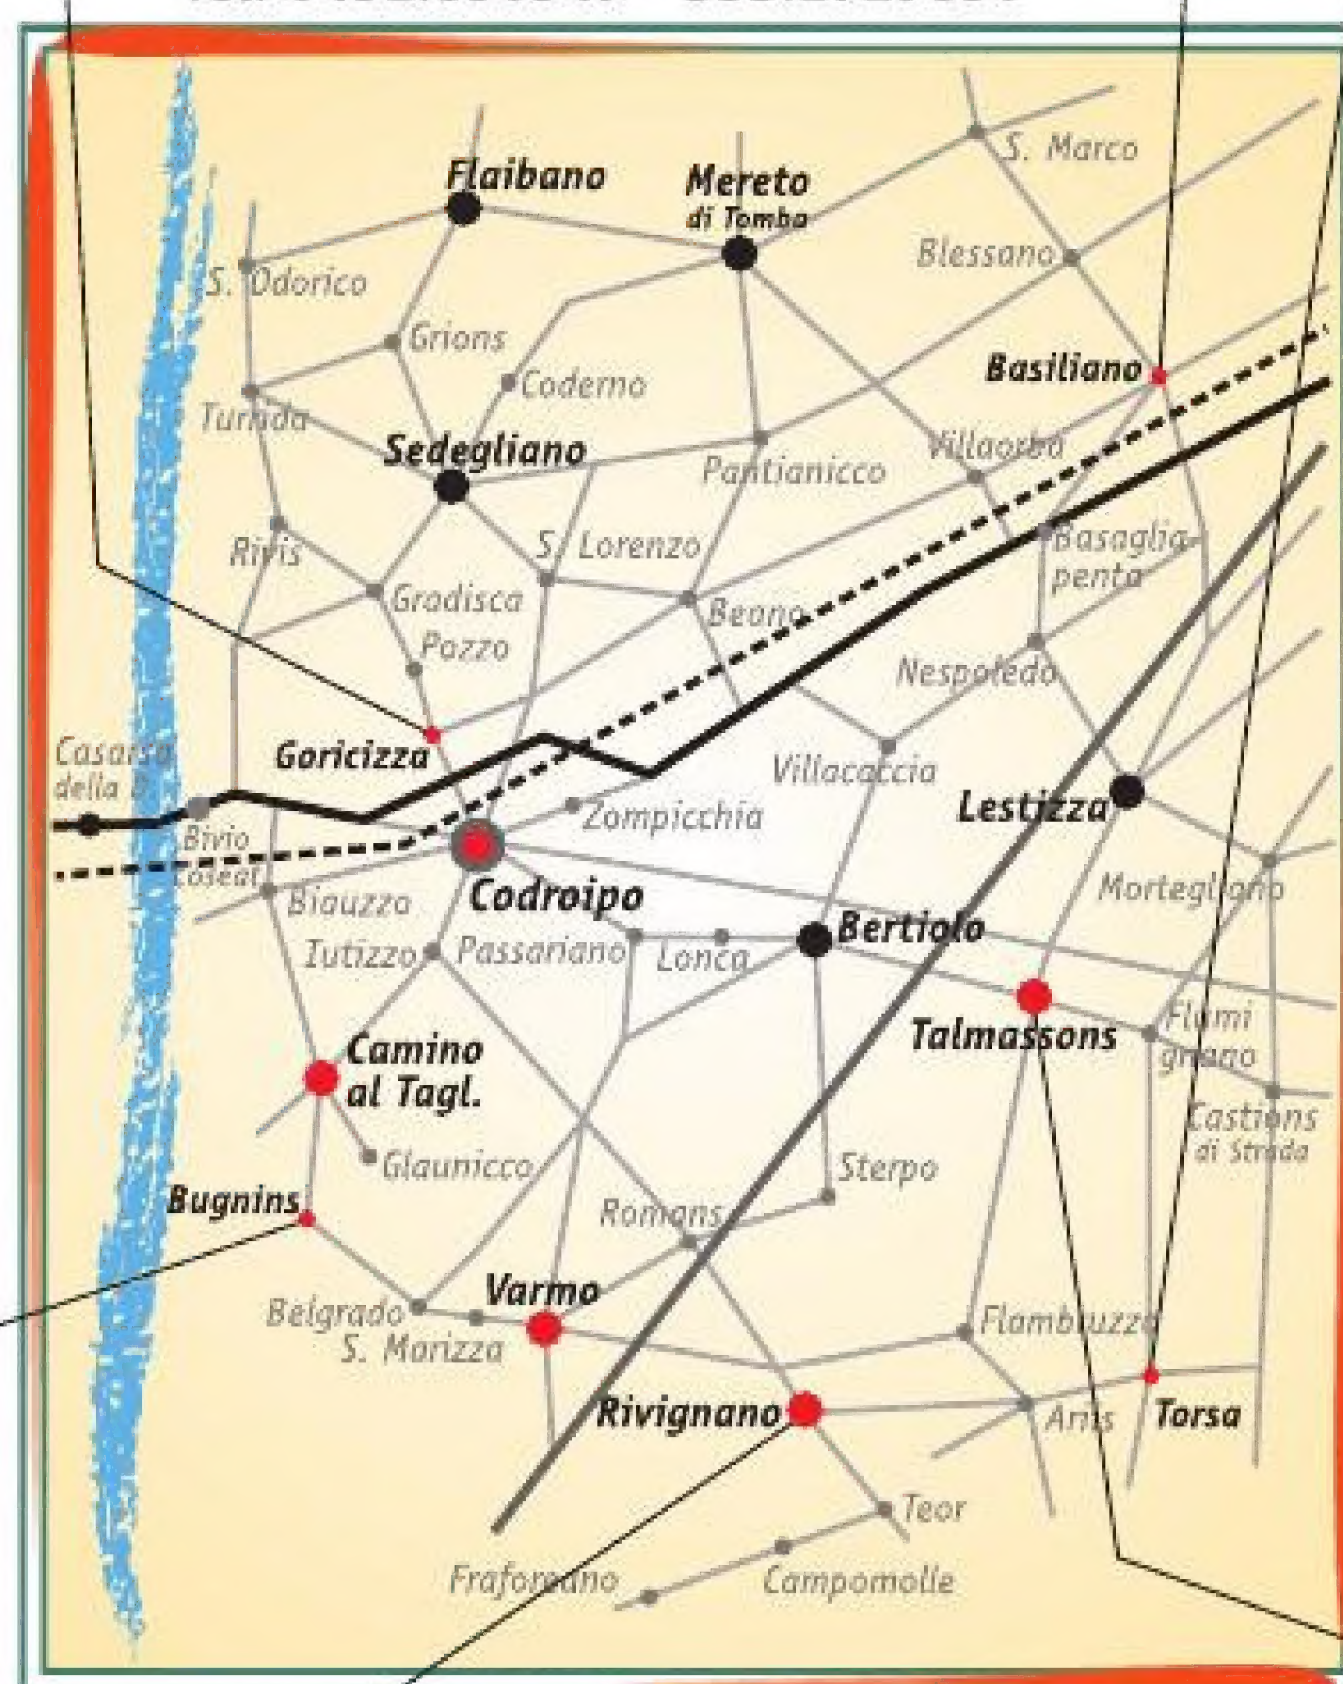 S. Marco
Flaibano
Mereto
di Tomba
Blessano
S. Odorico
Grions
Basiliano
Coderno
Turrida
Sedegliano
Villaorba
Pantianicco
Rivis
S. Lorenzo
Basaglia-
penta
Gradisca
Beano
Pozzo
Nespoledo
Goricizza
Casarsa
della D.
Villacaccia
Lestizza
Zompicchia
Bivio
Coseat
Biauzzo
Codroipo
Mortegliano
Bertiolo
Iutizzo
Passariano
Lonca
Talmassons
Flumi
gnano
Camino
al Tagl.
Castions
di Strada
Glaunicco
Sterpo
Bugnins
Romans
Varmo
Belgrado
S. Marizza
Flambruzzo
Rivignano
Ariis
Torsa
Teor
Fraforeano
Campomolle